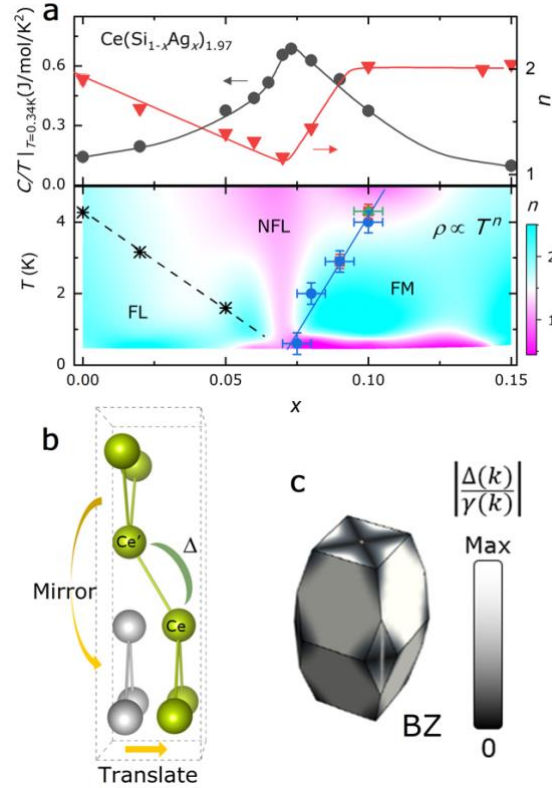 a
Ce(Si1-xAgx)1.97
C/T |T=0.34K(J/mol/K²)
0.6
0.3
0.0
2
1
n
NFL
ρ ∝ Tⁿ
FL
FM
T (K)
4
2
0
n
2
1
0.00
0.05
0.10
0.15
x
b
Ce'
Δ
Mirror
Ce
Translate
c
|Δ(k)/γ(k)|
Max
0
BZ